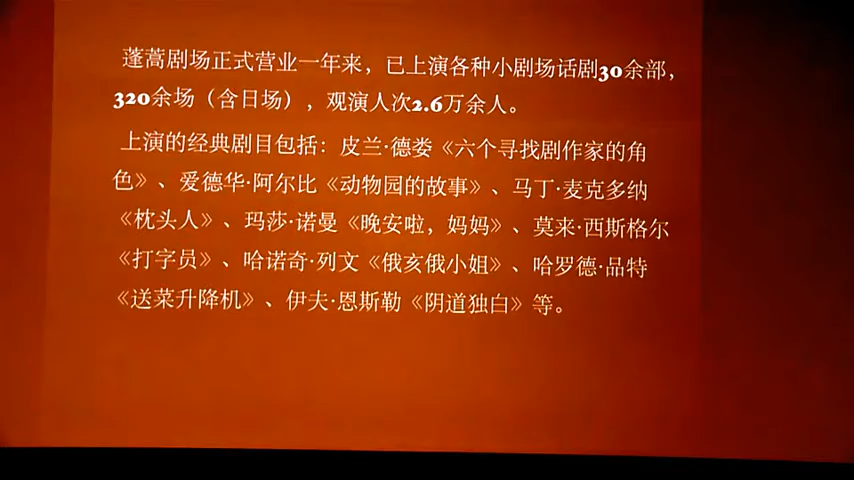 蓬蒿剧场正式营业一年来，已上演各种小剧场话剧30余部，
320余场（含日场），观演人次2.6万余人。
上演的经典剧目包括：皮兰·德娄《六个寻找剧作家的角
色》、爱德华·阿尔比《动物园的故事》、马丁·麦克多纳
《枕头人》、玛莎·诺曼《晚安啦，妈妈》、莫来·西斯格尔
《打字员》、哈诺奇·列文《俄亥俄小姐》、哈罗德·品特
《送菜升降机》、伊夫·恩斯勒《阴道独白》等。